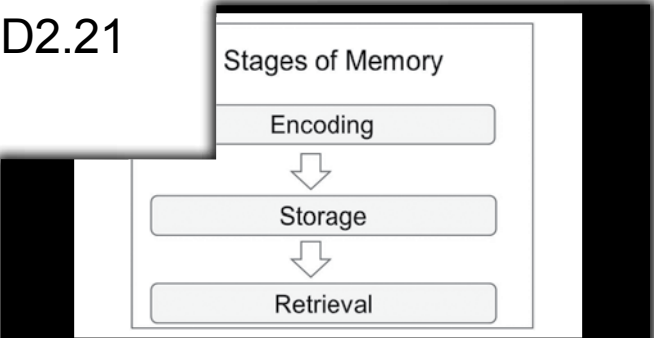 D2.21
Stages of Memory
Encoding
Storage
Retrieval